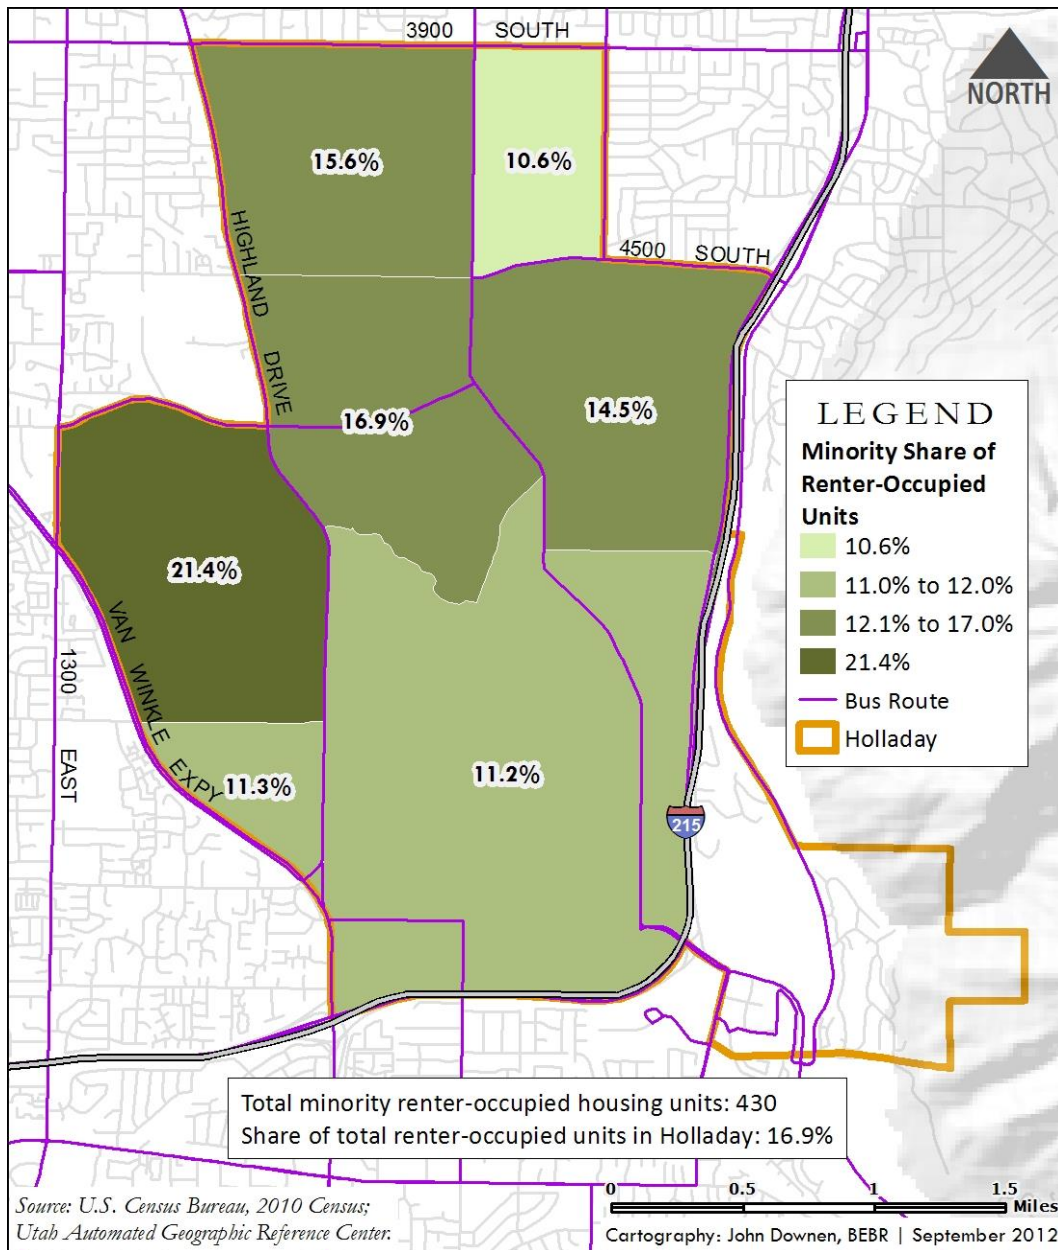 3900 SOUTH
NORTH
15.6%
10.6%
HIGHLAND DRIVE
4500 SOUTH
16.9%
14.5%
21.4%
VAN WINKLE EXPY
1300 EAST
11.3%
11.2%
215
LEGEND
Minority Share of
Renter-Occupied
Units
10.6%
11.0% to 12.0%
12.1% to 17.0%
21.4%
Bus Route
Holladay
Total minority renter-occupied housing units: 430
Share of total renter-occupied units in Holladay: 16.9%
0 0.5 1 1.5
Miles
Source: U.S. Census Bureau, 2010 Census;
Utah Automated Geographic Reference Center.
Cartography: John Downen, BEBR | September 2012